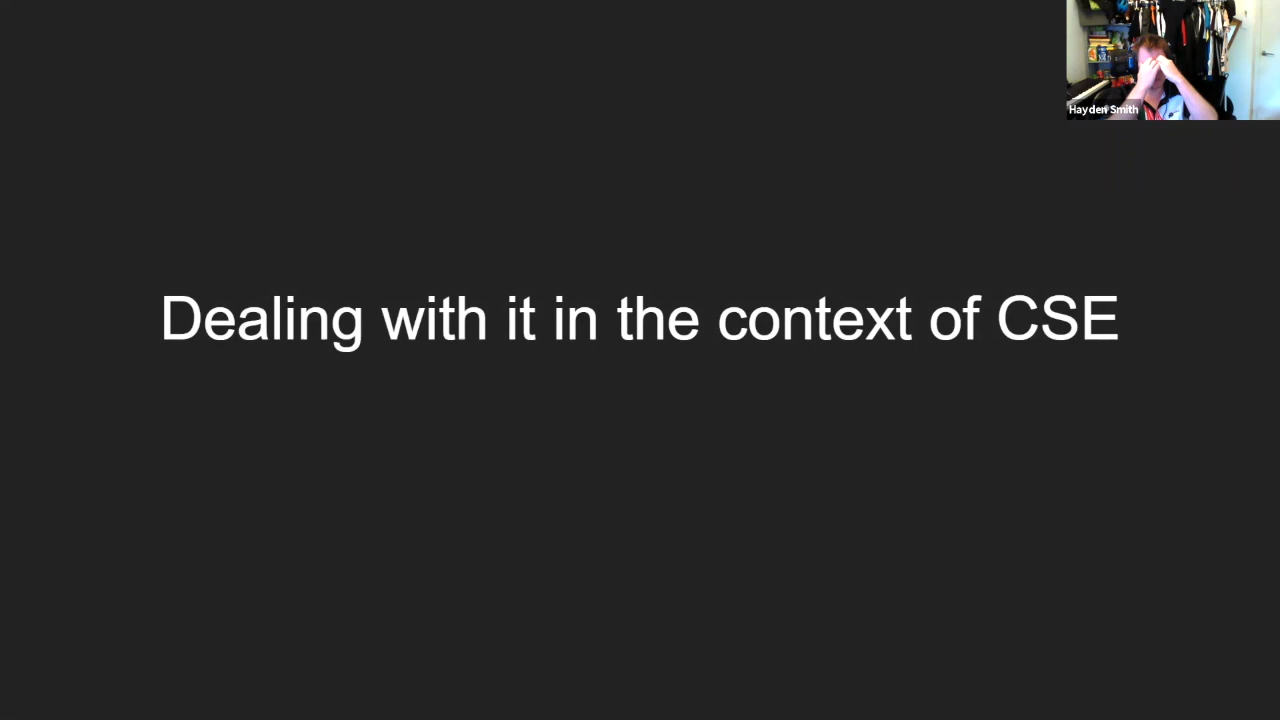 Hayden Smith
Dealing with it in the context of CSE